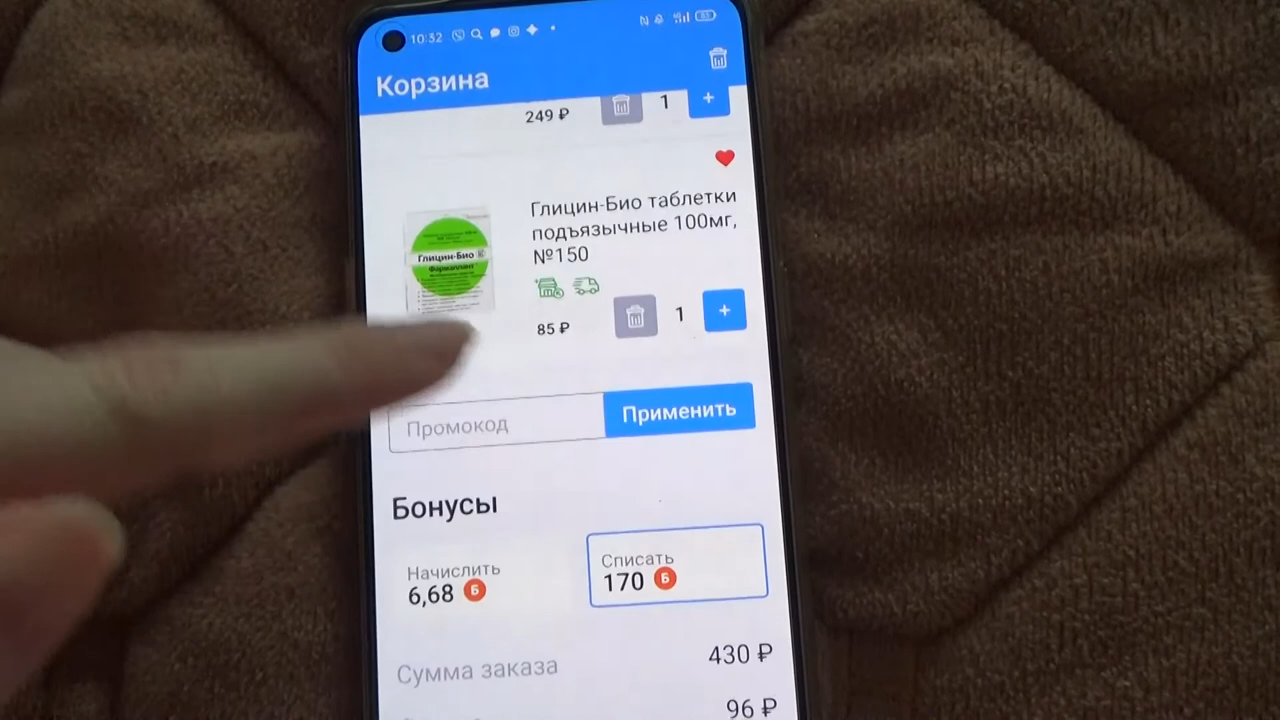 10:32
83
Корзина
249 ₽
1
+
Глицин-Био таблетки
подъязычные 100мг,
№150
Глицин-Био
Фармаплант
85 ₽
1
+
Промокод
Применить
Бонусы
Начислить
6,68 Б
Списать
170 Б
Сумма заказа
430 ₽
96 ₽